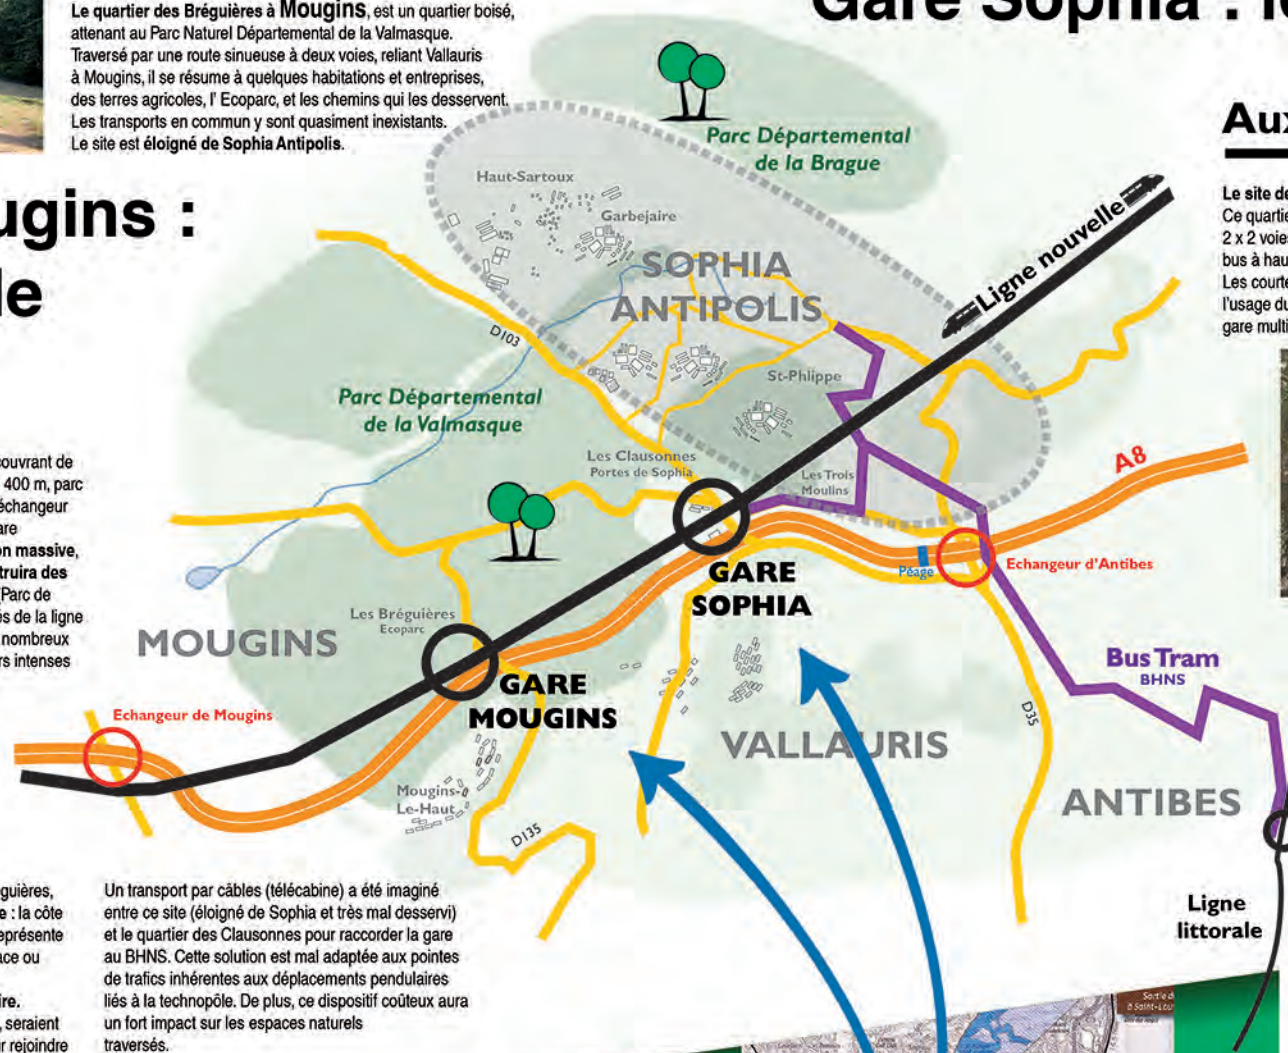 Gare Sophia :
Le quartier des Bréguières à Mougins, est un quartier boisé,
attenant au Parc Naturel Départemental de la Valmasque.
Traversé par une route sinueuse à deux voies, reliant Vallauris
à Mougins, il se résume à quelques habitations et entreprises,
des terres agricoles, l' Ecoparc, et les chemins qui les desservent.
Les transports en commun y sont quasiment inexistants.
Le site est éloigné de Sophia Antipolis.
ugins :
le
Aux
Le site de
Ce quartie
2 x 2 voies
bus à hau
Les courte
l'usage du
gare multi
Parc Départemental
de la Brague
Haut-Sartoux
Garbejaire
SOPHIA
ANTIPOLIS
Ligne nouvelle
D103
St-Phlippe
Parc Départemental
de la Valmasque
Les Clausonnes
Portes de Sophia
Les Trois
Moulins
A8
GARE
SOPHIA
Péage
Echangeur d'Antibes
ouvrant de
400 m, parc
échangeur
are
on massive,
truira des
Parc de
és de la ligne
nombreux
rs intenses
Les Bréguières
Ecoparc
MOUGINS
GARE
MOUGINS
Bus Tram
BHNS
Echangeur de Mougins
D35
VALLAURIS
Mougins-
Le-Haut
ANTIBES
D135
Ligne
littorale
guières,
e : la côte
eprésente
ace ou
ire.
, seraient
r rejoindre
Un transport par câbles (télécabine) a été imaginé
entre ce site (éloigné de Sophia et très mal desservi)
et le quartier des Clausonnes pour raccorder la gare
au BHNS. Cette solution est mal adaptée aux pointes
de trafics inhérentes aux déplacements pendulaires
liés à la technopôle. De plus, ce dispositif coûteux aura
un fort impact sur les espaces naturels
traversés.
Sortie d
à Saint-Lou